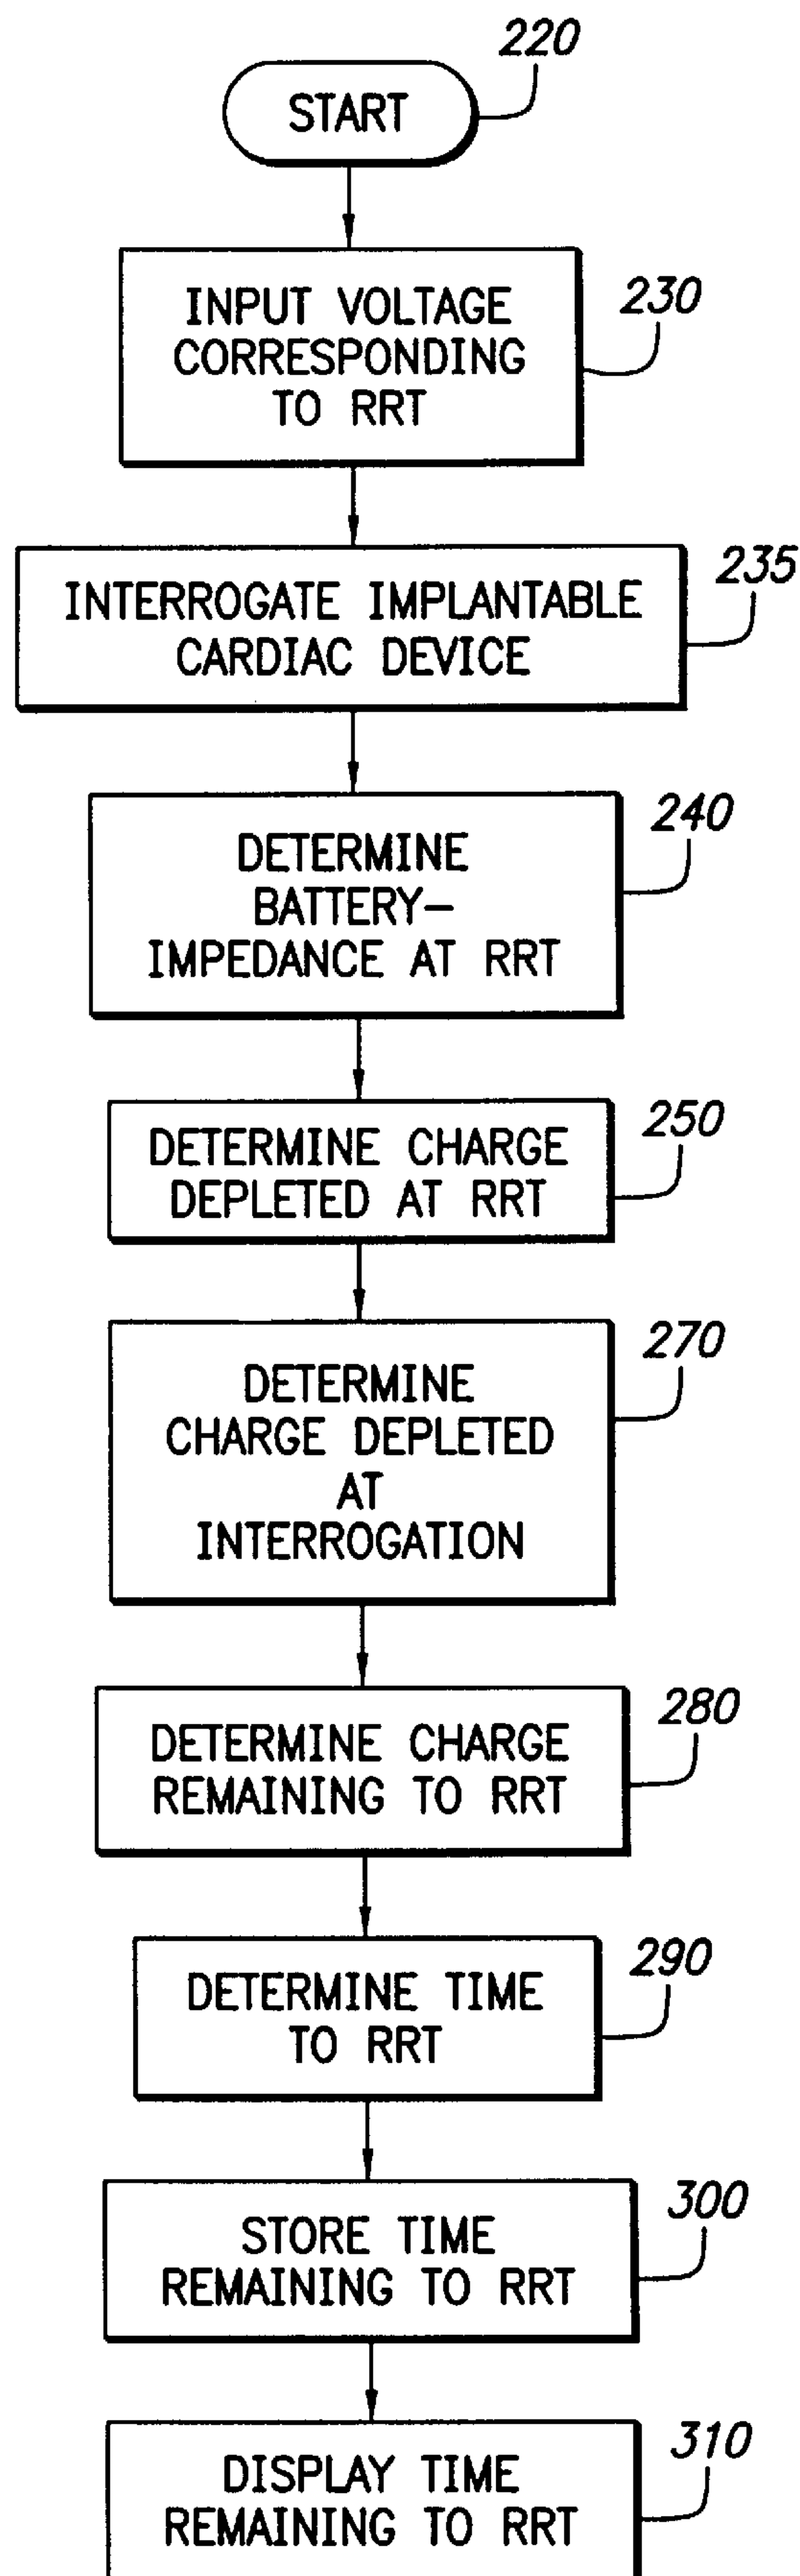 220
START
230
INPUT VOLTAGE
CORRESPONDING
TO RRT
235
INTERROGATE IMPLANTABLE
CARDIAC DEVICE
240
DETERMINE
BATTERY-
IMPEDANCE AT RRT
250
DETERMINE CHARGE
DEPLETED AT RRT
270
DETERMINE
CHARGE DEPLETED
AT
INTERROGATION
280
DETERMINE CHARGE
REMAINING TO RRT
290
DETERMINE TIME
TO RRT
300
STORE TIME
REMAINING TO RRT
310
DISPLAY TIME
REMAINING TO RRT